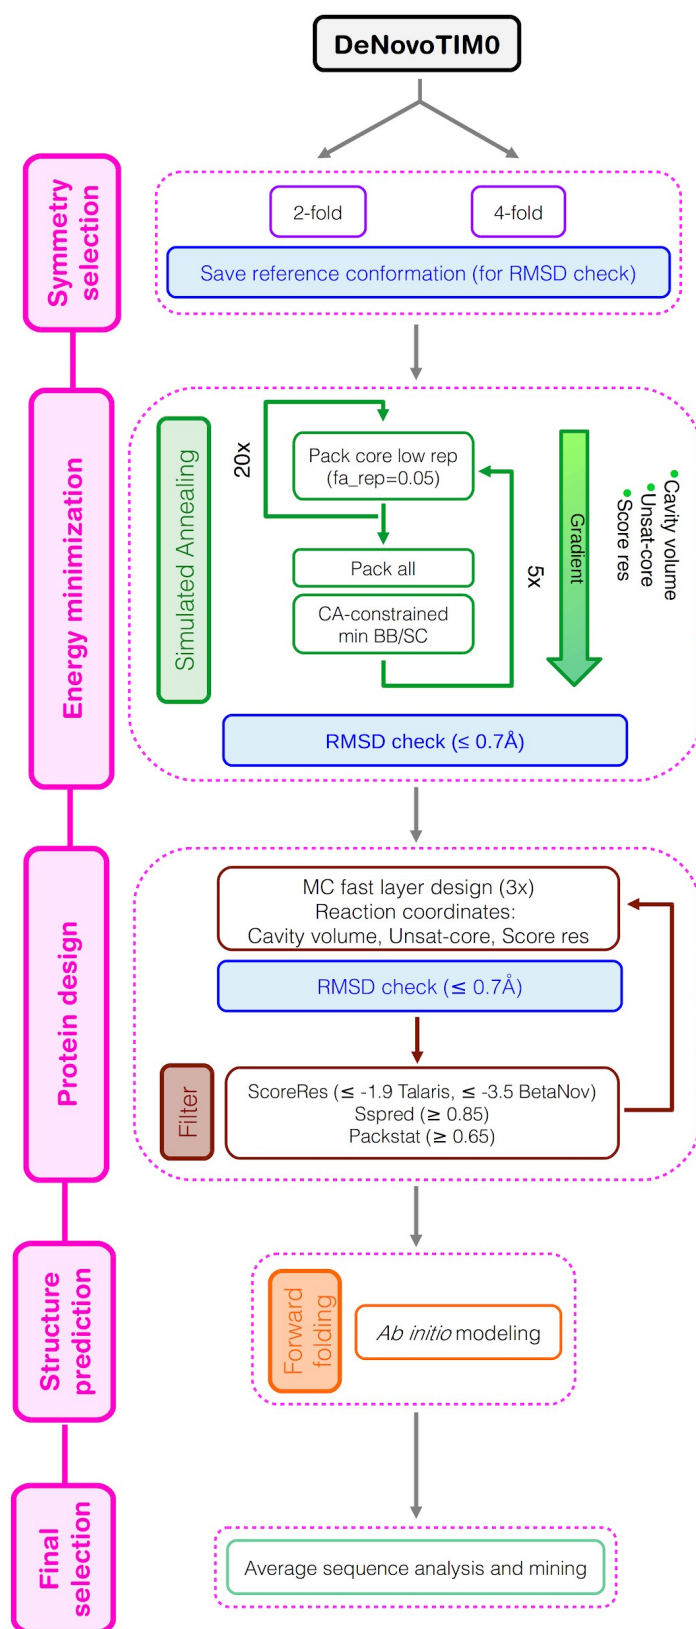 DeNovoTIM0
Symmetry
selection
2-fold
4-fold
Save reference conformation (for RMSD check)
Energy minimization
Simulated Annealing
20x
Pack core low rep
(fa_rep=0.05)
Pack all
CA-constrained
min BB/SC
5x
Gradient
• Cavity volume
• Unsat-core
• Score res
RMSD check (≤ 0.7Å)
Protein design
MC fast layer design (3x)
Reaction coordinates:
Cavity volume, Unsat-core, Score res
RMSD check (≤ 0.7Å)
Filter
ScoreRes (≤ -1.9 Talaris, ≤ -3.5 BetaNov)
Sspred (≥ 0.85)
Packstat (≥ 0.65)
Structure
prediction
Forward
folding
Ab initio modeling
Final
selection
Average sequence analysis and mining